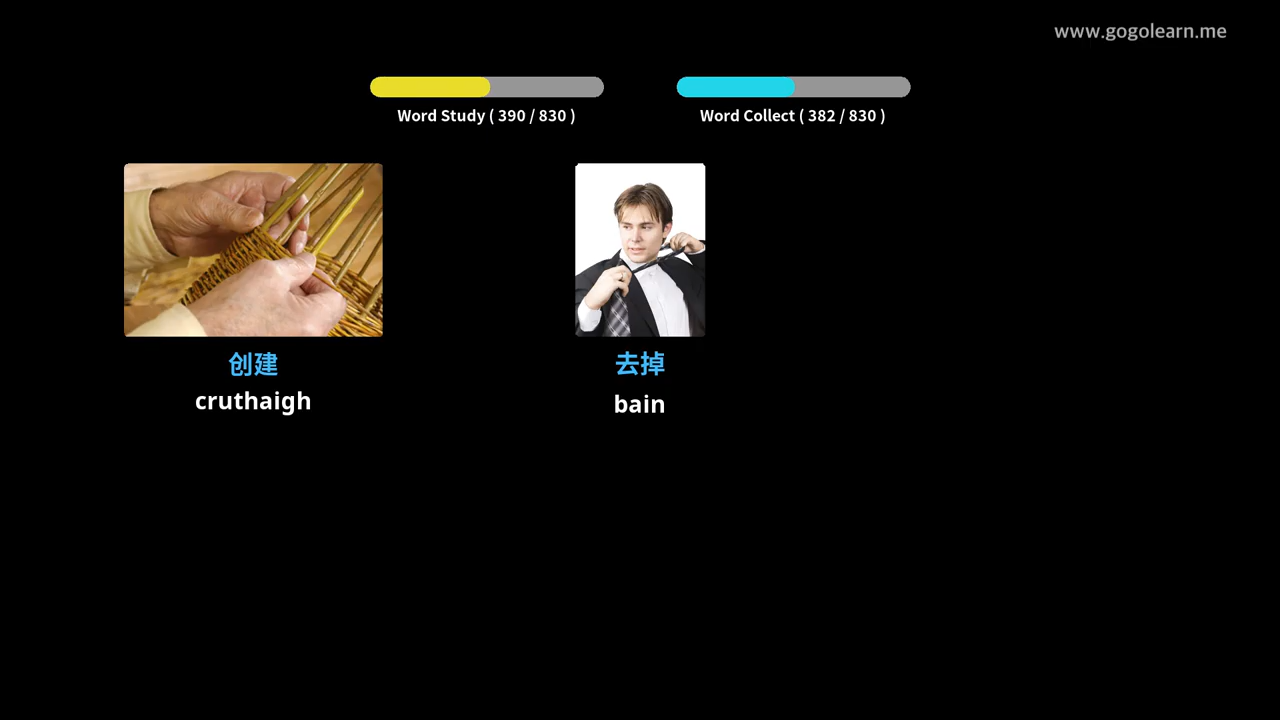 www.gogolearn.me
Word Study ( 390 / 830 )
Word Collect ( 382 / 830 )
创建
cruthaigh
去掉
bain